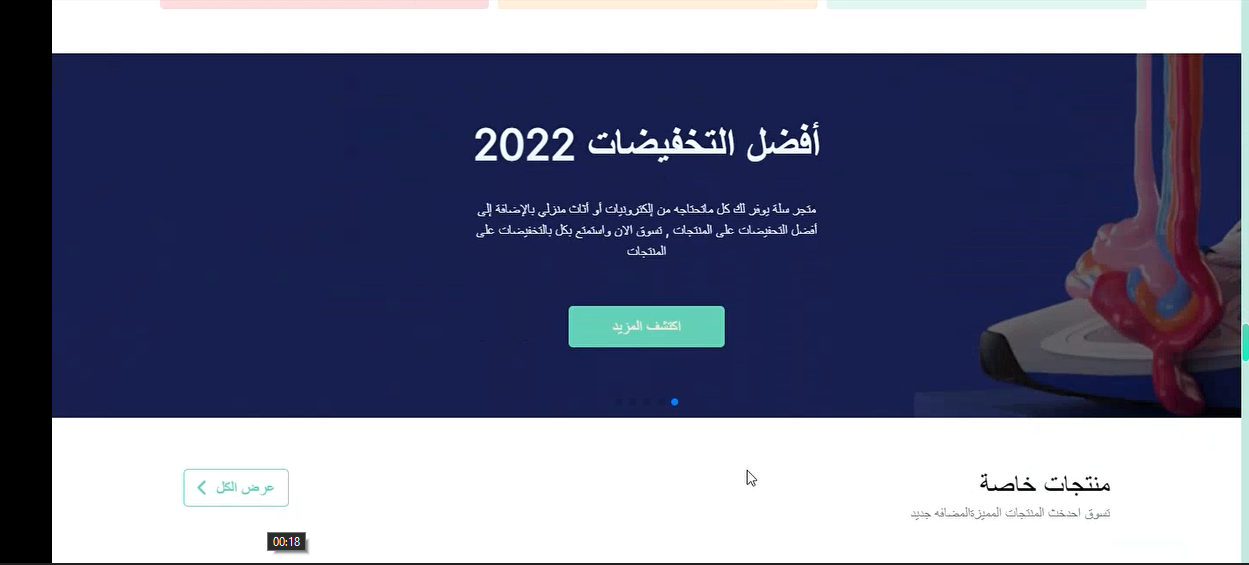 أفضل التخفيضات 2022
متجر سلة يوفر لك كل ماتحتاجه من إلكترونيات أو أثاث منزلي بالإضافة إلى
أفضل التخفيضات على المنتجات , تسوق الان واستمتع بكل بالتخفيضات على
المنتجات
اكتشف المزيد
منتجات خاصة
عرض الكل
تسوق احدخث المنتجات المميزةالمضافه جديد
00:18